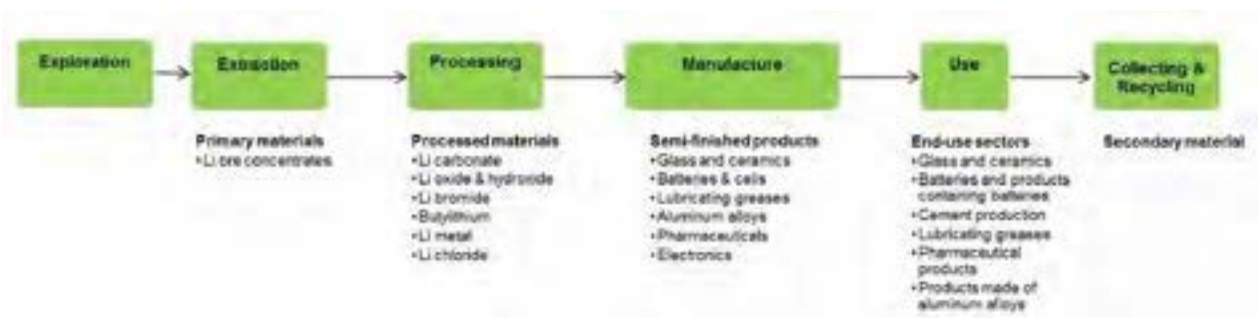 Exploration
Extraction
Processing
Manufacture
Use
Collecting &
Recycling
Primary materials
•Li ore concentrates
Processed materials
•Li carbonate
•Li oxide & hydroxide
•Li bromide
•Butyllithium
•Li metal
•Li chloride
Semi-finished products
•Glass and ceramics
•Batteries & cells
•Lubricating greases
•Aluminum alloys
•Pharmaceuticals
•Electronics
End-use sectors
•Glass and ceramics
•Batteries and products
containing batteries
•Cement production
•Lubricating greases
•Pharmaceutical
products
•Products made of
aluminum alloys
Secondary material